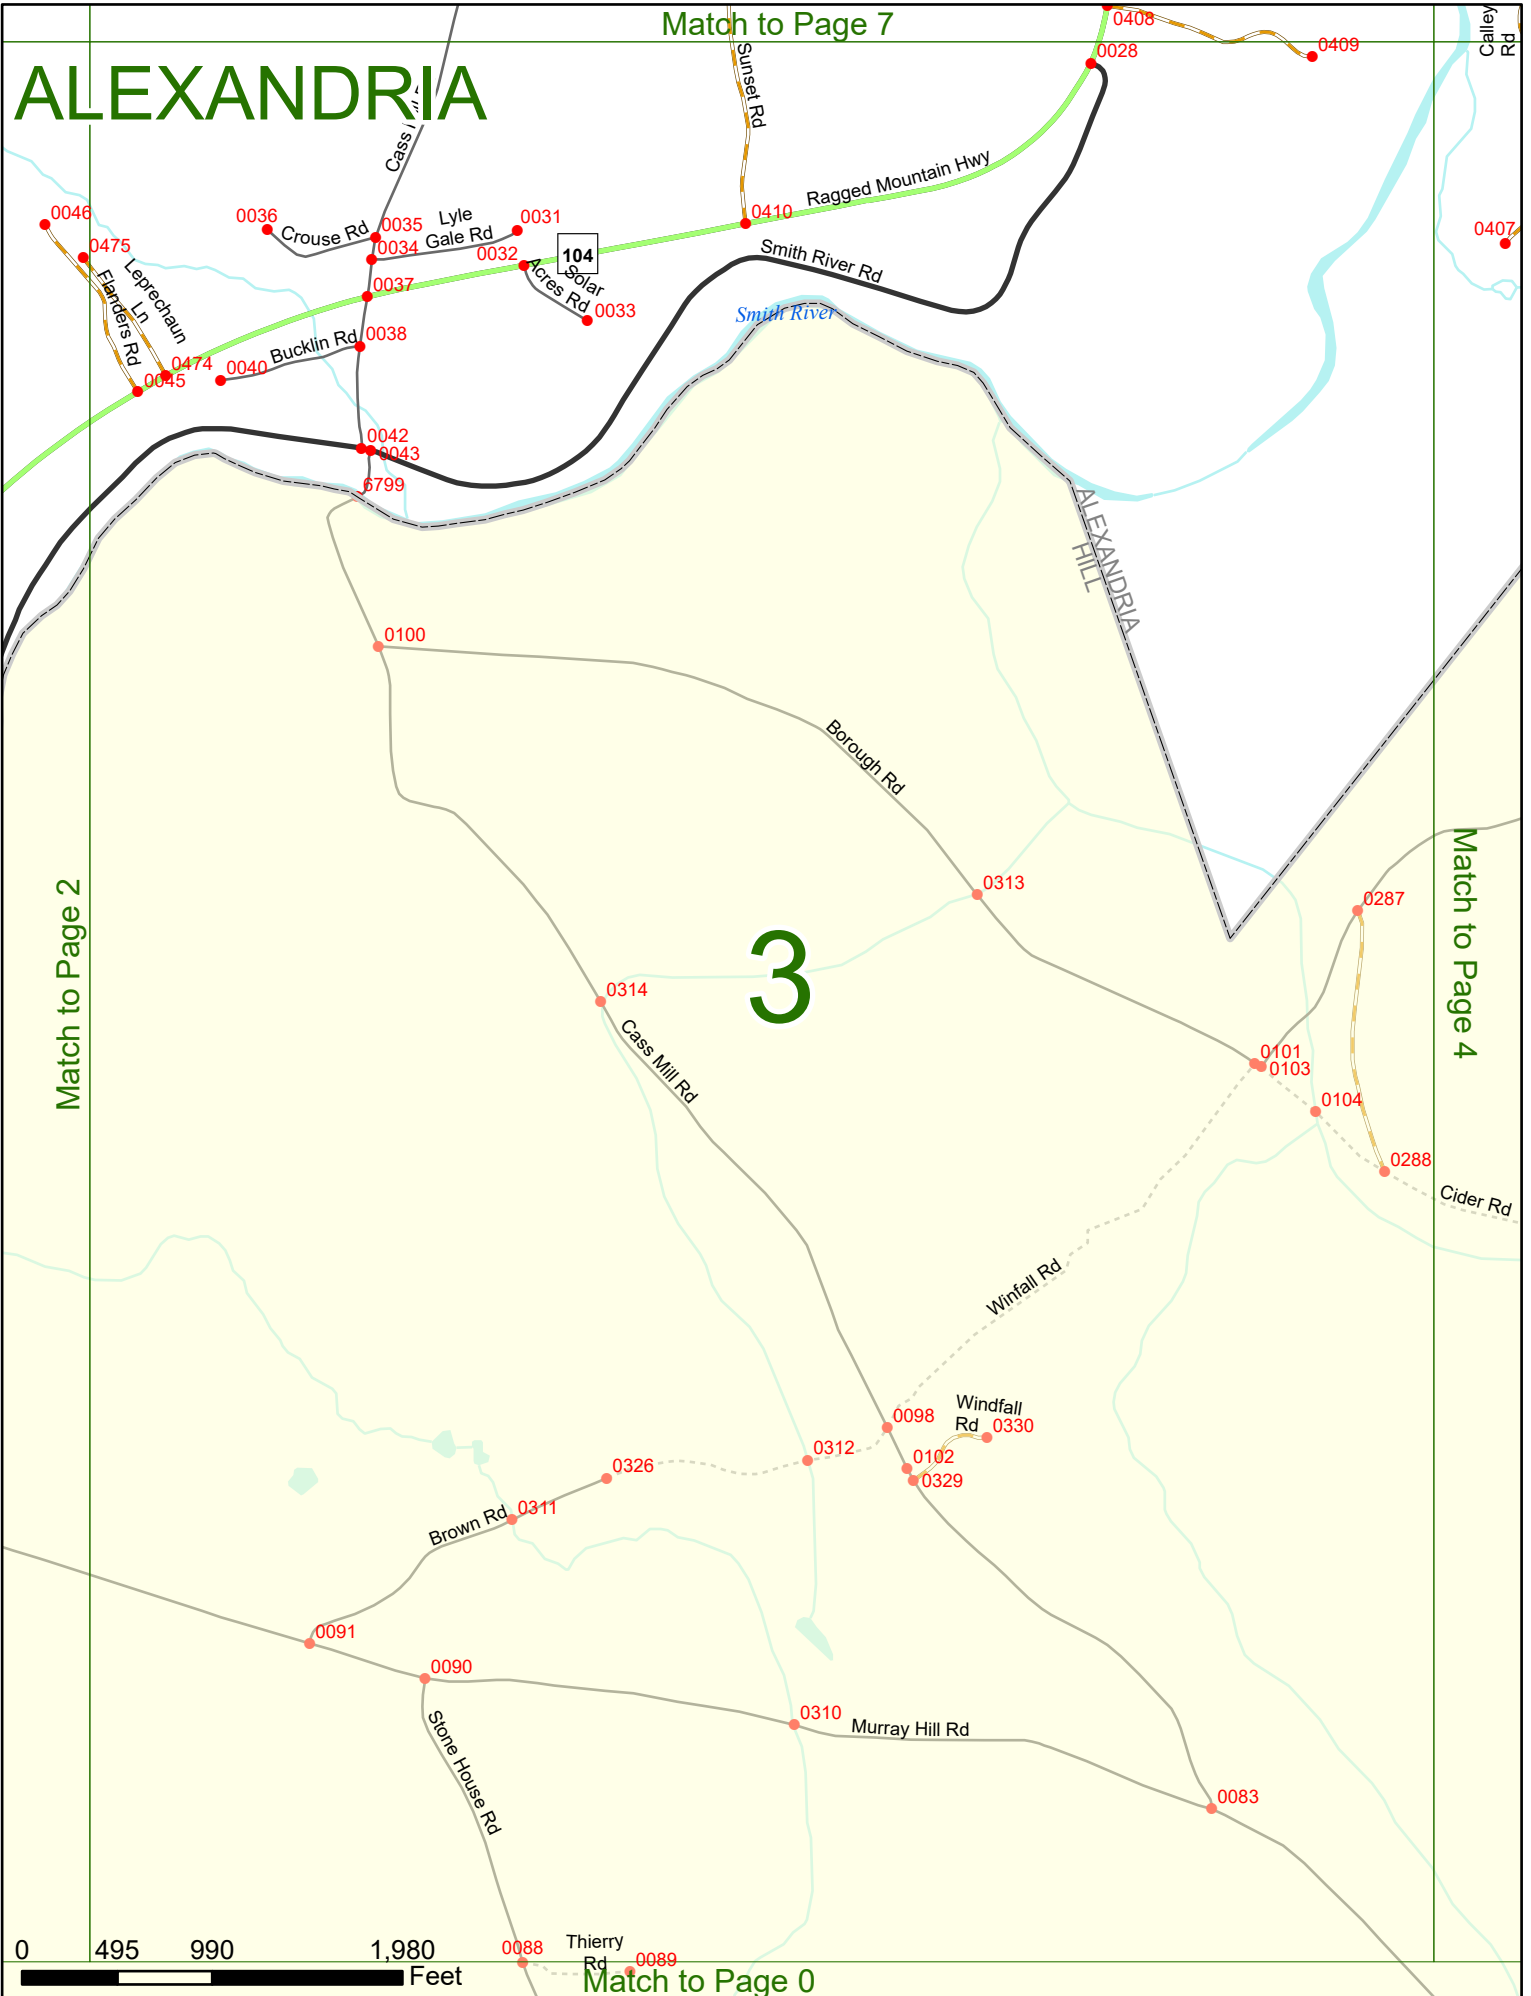 Match to Page 7
ALEXANDRIA
0408
0409
0028
Calley
Rd
Sunset Rd
Ragged Mountain Hwy
0410
0407
0046
0475
Leprechaun
Ln
Flanders Rd
0474
0045
0036
Crouse Rd
0035
Lyle
Gale Rd
0034
0031
0032
104
Solar
Acres Rd
0033
0037
0038
Bucklin Rd
0040
Smith River Rd
Smith River
0042
0043
6799
ALEXANDRIA
HILL
0100
Borough Rd
0313
0287
Match to Page 2
3
Match to Page 4
0314
Cass Mill Rd
0101
0103
0104
0288
Cider Rd
Winfall Rd
0098
Windfall
Rd
0330
0102
0329
0312
0326
0311
Brown Rd
0091
0090
0310
Murray Hill Rd
Stone House Rd
0083
0088
Thierry
Rd
0089
0 495 990 1,980
Feet
Match to Page 0